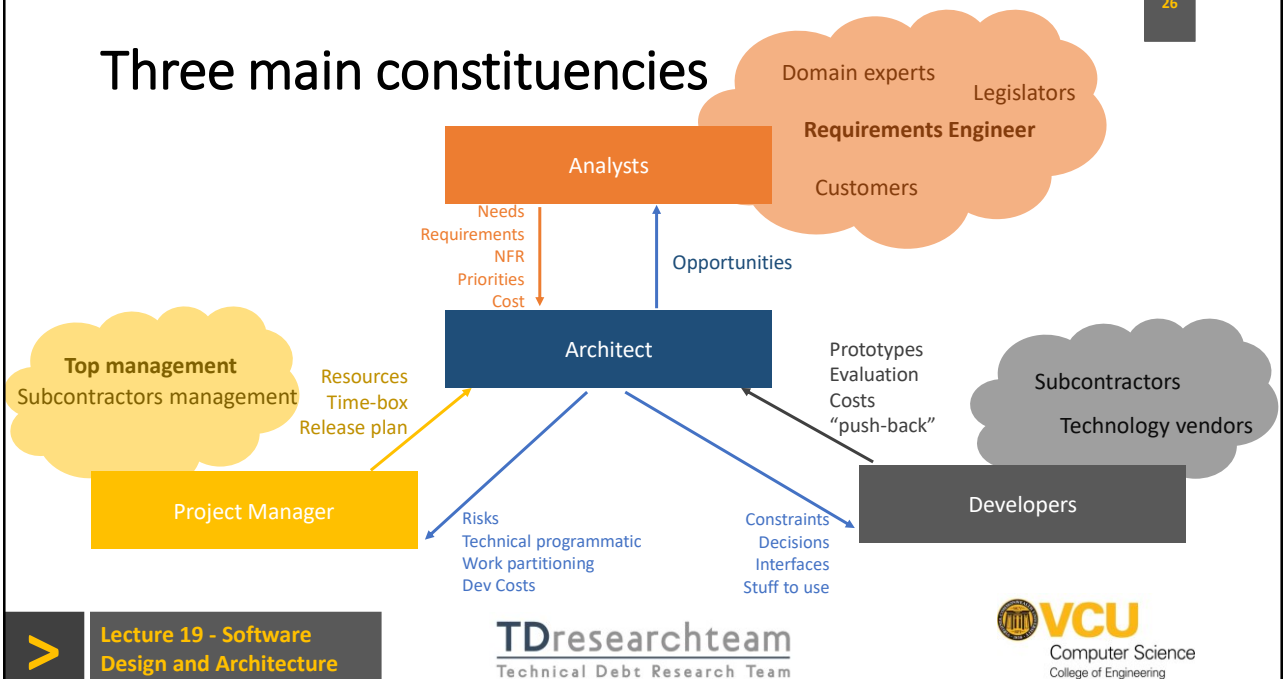 26
Three main constituencies
Domain experts
Legislators
Requirements Engineer
Customers
Analysts
Needs
Requirements
NFR
Priorities
Cost
Opportunities
Architect
Top management
Subcontractors management
Resources
Time-box
Release plan
Prototypes
Evaluation
Costs
“push-back”
Subcontractors
Technology vendors
Project Manager
Developers
Risks
Technical programmatic
Work partitioning
Dev Costs
Constraints
Decisions
Interfaces
Stuff to use
>
Lecture 19 - Software
Design and Architecture
TDresearchteam
Technical Debt Research Team
VCU
Computer Science
College of Engineering